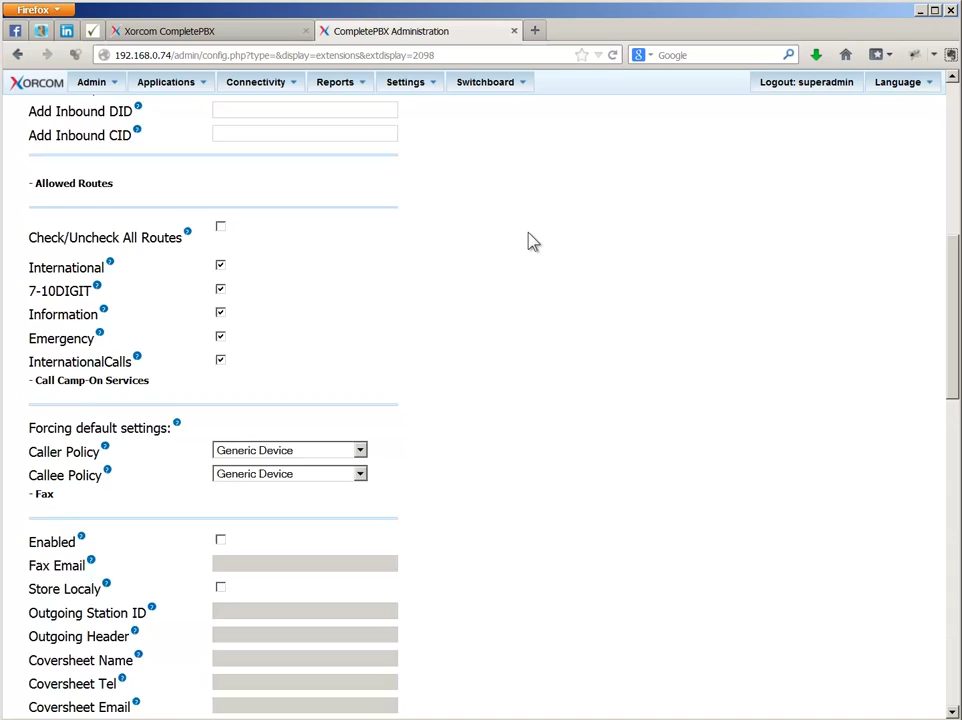 Firefox
Xorcom CompletePBX
CompletePBX Administration
192.168.0.74/admin/config.php?type=&display=extensions&extdisplay=2098
Google
XORCOM
Admin
Applications
Connectivity
Reports
Settings
Switchboard
Logout: superadmin
Language
Add Inbound DID
Add Inbound CID
- Allowed Routes
Check/Uncheck All Routes
International
7-10DIGIT
Information
Emergency
InternationalCalls
- Call Camp-On Services
Forcing default settings:
Caller Policy
Generic Device
Callee Policy
Generic Device
- Fax
Enabled
Fax Email
Store Localy
Outgoing Station ID
Outgoing Header
Coversheet Name
Coversheet Tel
Coversheet Email